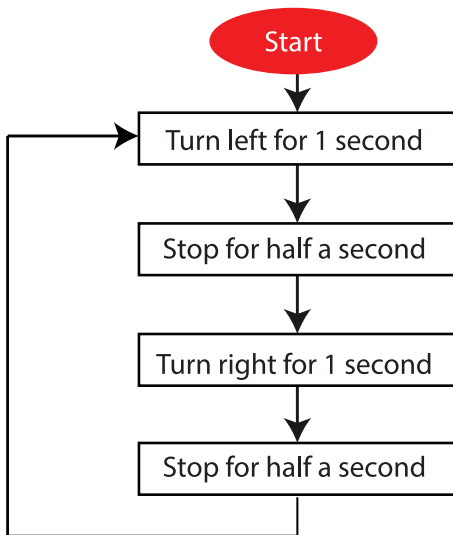 Start
Turn left for 1 second
Stop for half a second
Turn right for 1 second
Stop for half a second